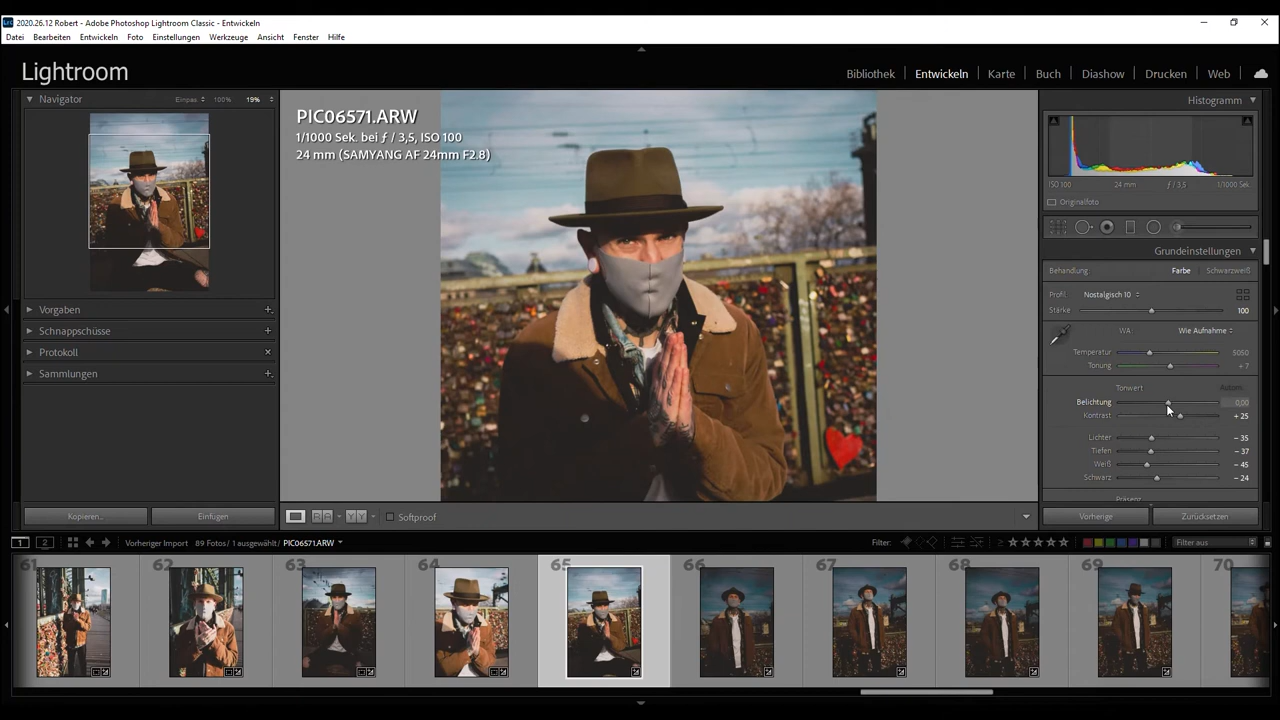 2020.26.12 Robert - Adobe Photoshop Lightroom Classic - Entwickeln
Datei Bearbeiten Entwickeln Foto Einstellungen Werkzeuge Ansicht Fenster Hilfe
Lightroom
Bibliothek Entwickeln Karte Buch Diashow Drucken Web
Navigator Einpas 100% 19%
Vorgaben
Schnappschüsse
Protokoll
Sammlungen
Kopieren... Einfügen
PIC06571.ARW
1/1000 Sek. bei ƒ / 3,5, ISO 100
24 mm (SAMYANG AF 24mm F2.8)
Histogramm
ISO 100 24 mm ƒ / 3,5 1/1000 Sek.
Originalfoto
Grundeinstellungen
Behandlung: Farbe Schwarzweiß
Profil: Nostalgisch 10
Stärke 100
WA: Wie Aufnahme
Temperatur 5050
Tonung + 7
Tonwert Autom.
Belichtung 0,00
Kontrast + 25
Lichter – 35
Tiefen – 37
Weiß – 45
Schwarz – 24
Präsenz
Vorherige Zurücksetzen
Softproof
1 2 Vorheriger Import 89 Fotos/ 1 ausgewählt/ PIC06571.ARW Filter: Filter aus
61 62 63 64 65 66 67 68 69 70